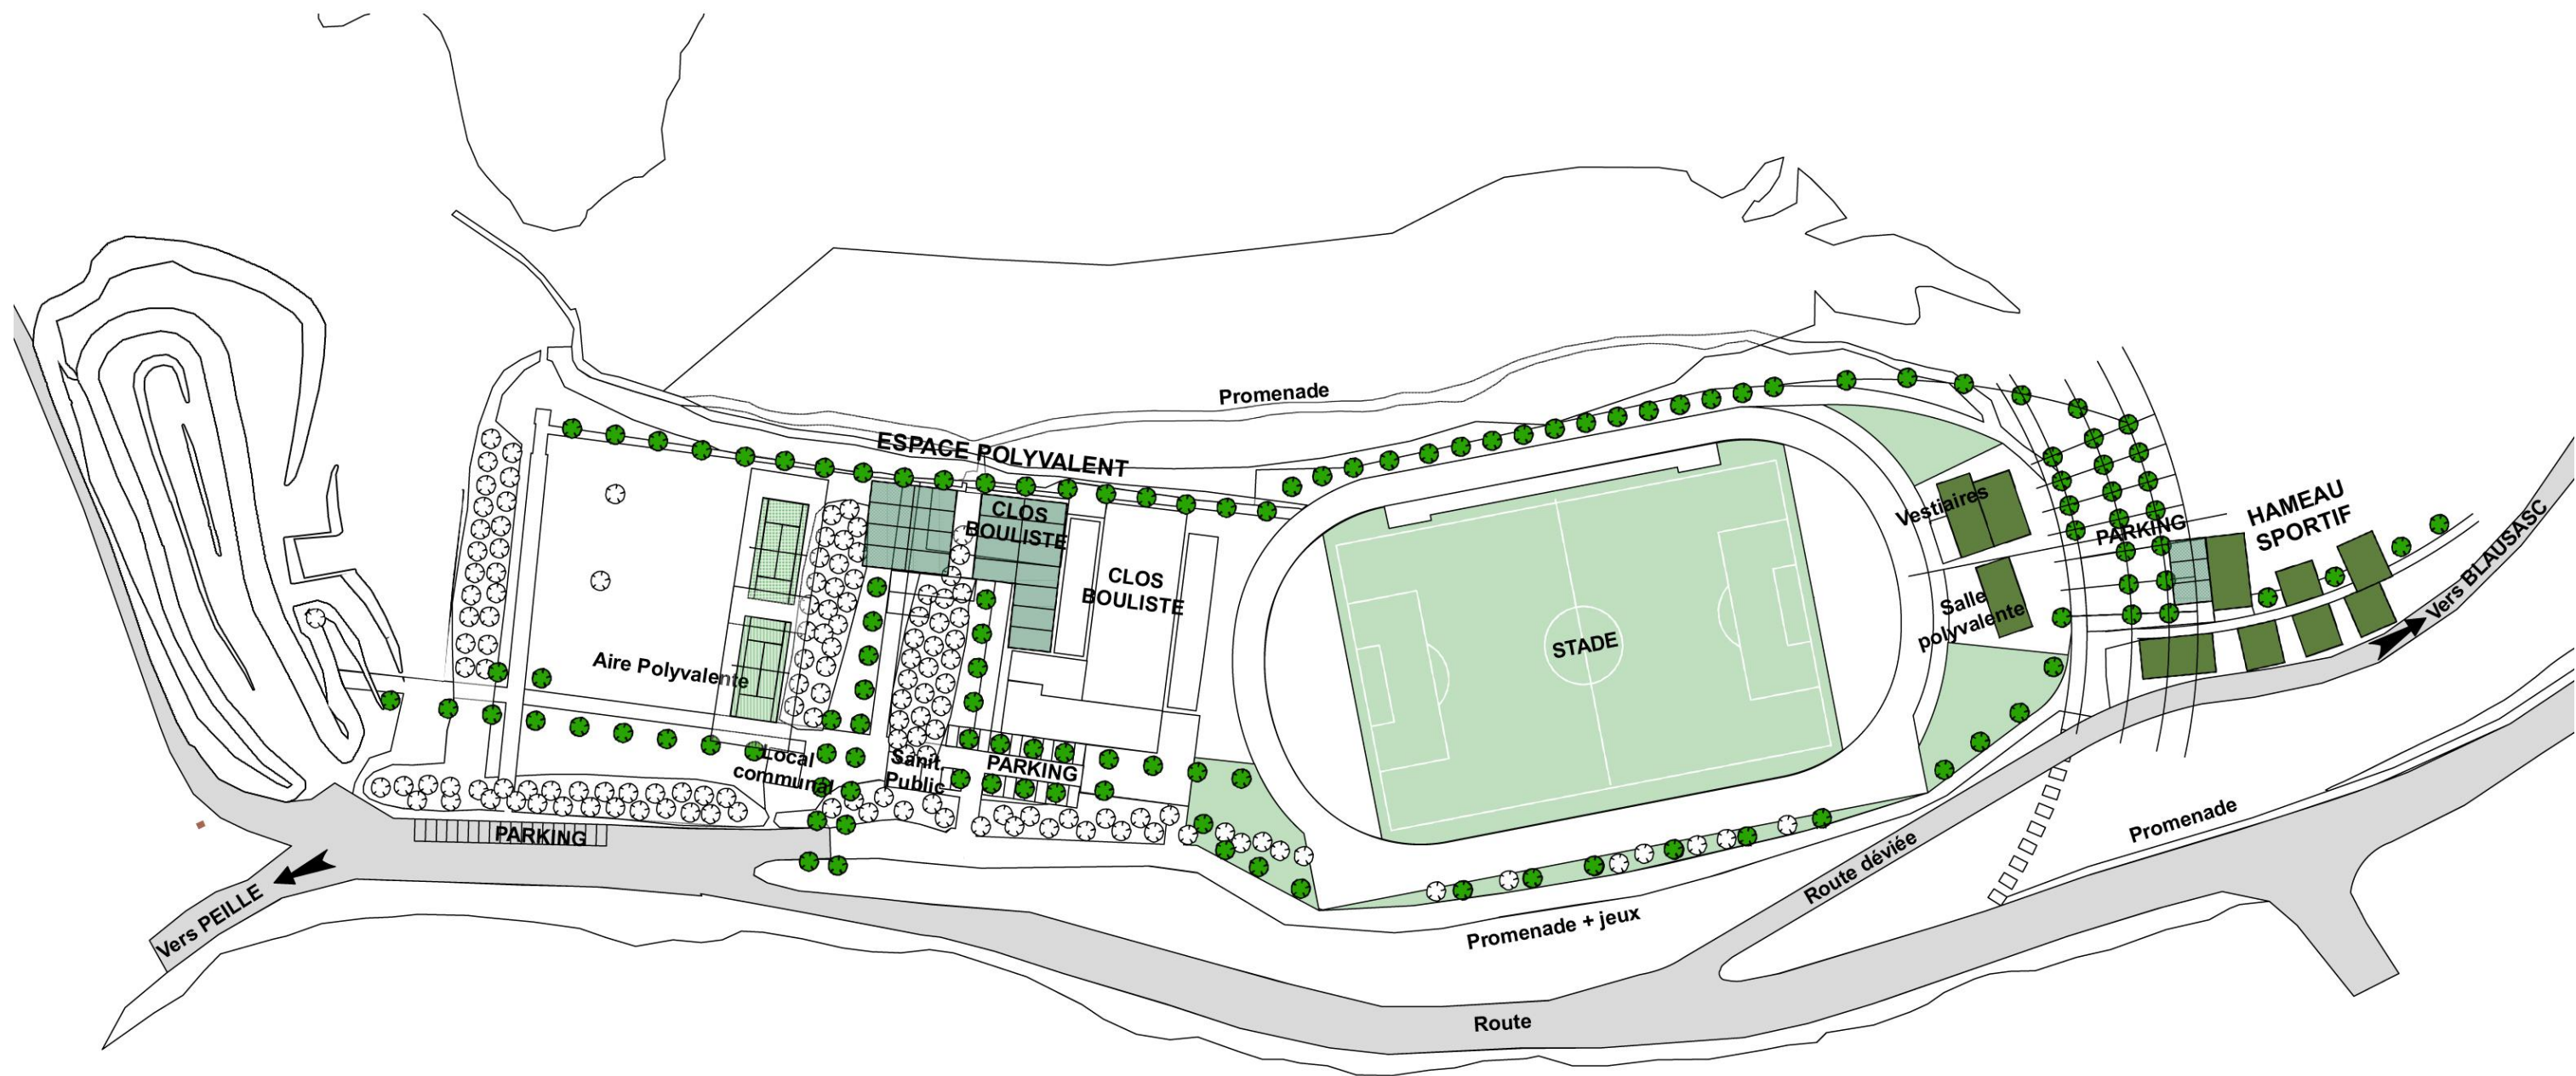 Promenade
ESPACE POLYVALENT
CLOS
BOULISTE
CLOS
BOULISTE
Aire Polyvalente
Local
communal
Sanit.
Public
PARKING
PARKING
Vers PEILLE
STADE
Vestiaires
Salle
polyvalente
PARKING
HAMEAU
SPORTIF
Vers BLAUSASC
Promenade
Route déviée
Promenade + jeux
Route